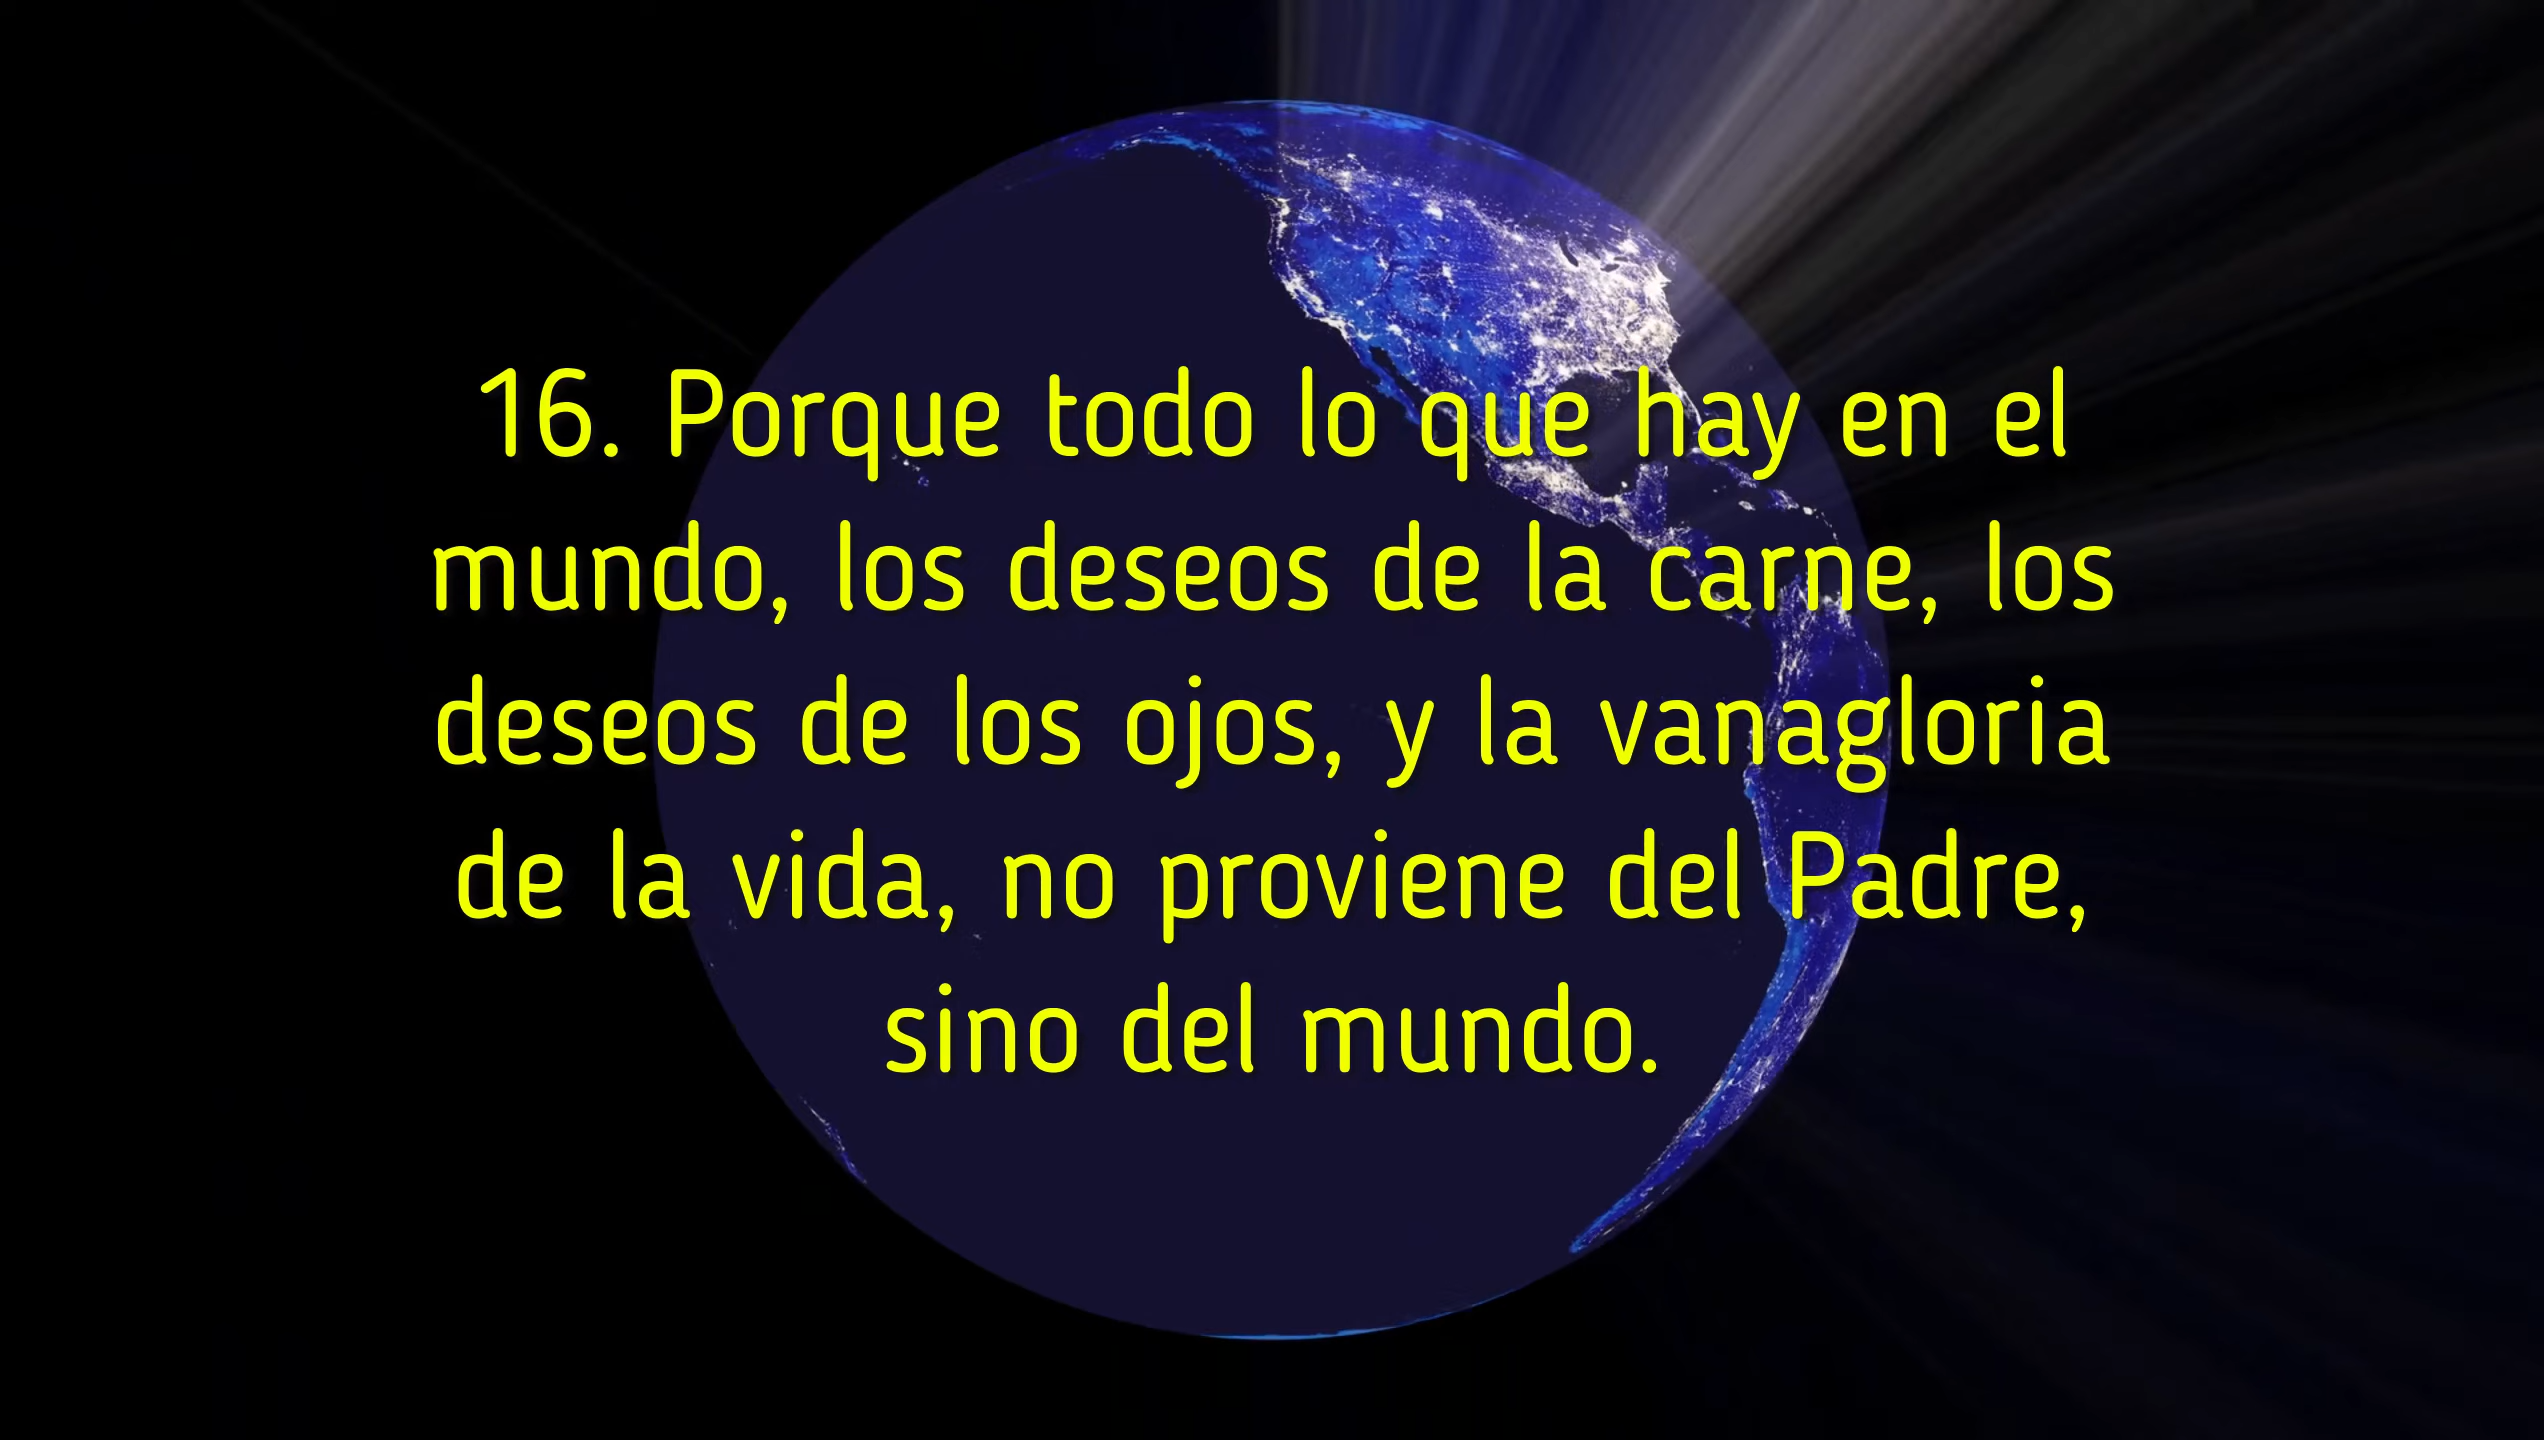 16. Porque todo lo que hay en el
mundo, los deseos de la carne, los
deseos de los ojos, y la vanagloria
de la vida, no proviene del Padre,
sino del mundo.